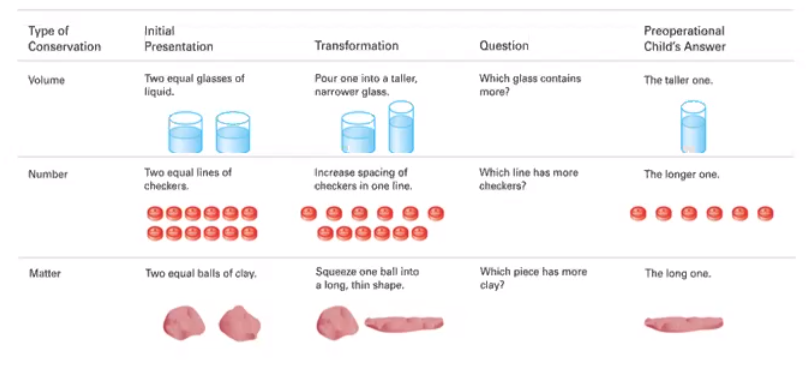 Type of
Conservation
Initial
Presentation
Transformation
Question
Preoperational
Child's Answer
Volume
Two equal glasses of
liquid.
Pour one into a taller,
narrower glass.
Which glass contains
more?
The taller one.
Number
Two equal lines of
checkers.
Increase spacing of
checkers in one line.
Which line has more
checkers?
The longer one.
Matter
Two equal balls of clay.
Squeeze one ball into
a long, thin shape.
Which piece has more
clay?
The long one.